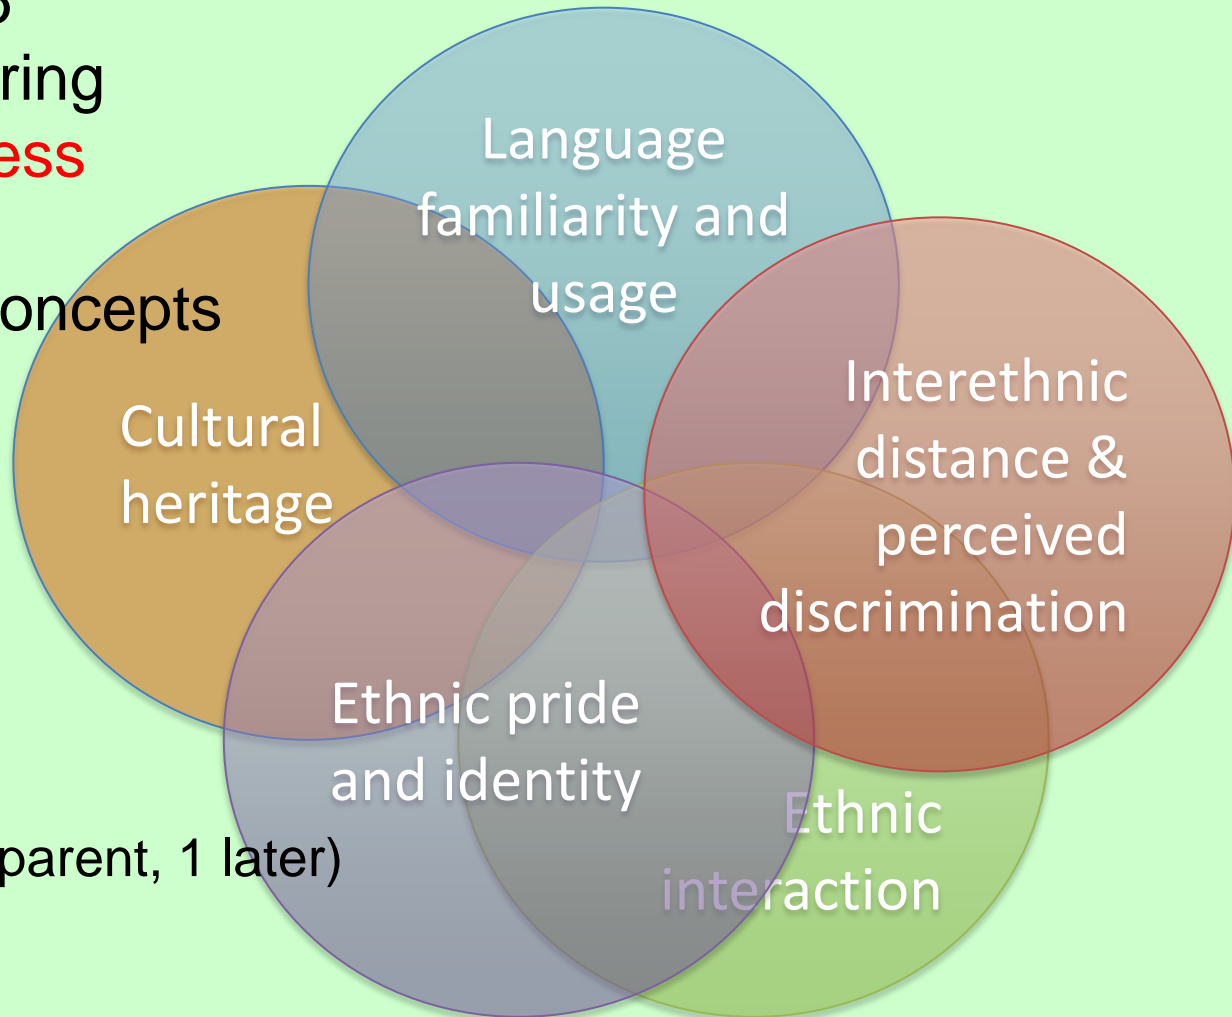 ring
ess
oncepts
parent, 1 later)
Language
familiarity and
usage
Cultural
heritage
Interethnic
distance &
perceived
discrimination
Ethnic pride
and identity
Ethnic
interaction